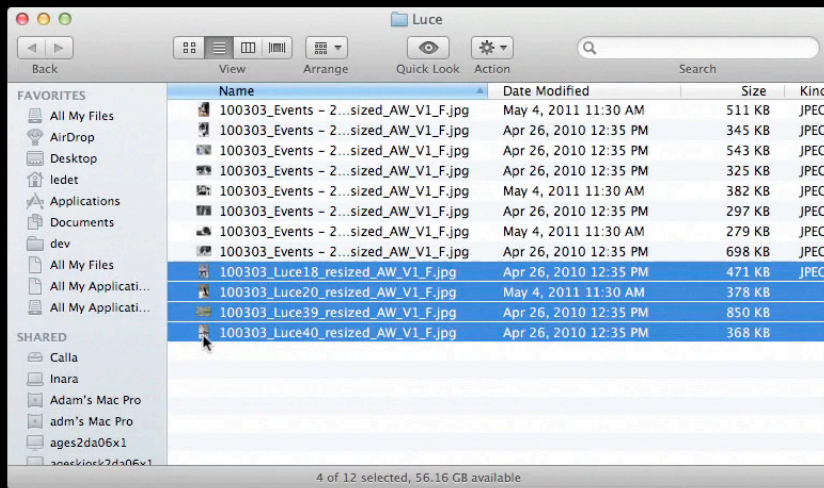 Luce
Back View Arrange Quick Look Action Search
FAVORITES
All My Files
AirDrop
Desktop
ledet
Applications
Documents
dev
All My Files
All My Applicati...
All My Applicati...
SHARED
Calla
Inara
Adam's Mac Pro
adm's Mac Pro
ages2da06x1
ageskiosk2da06x1
Name Date Modified Size Kind
100303_Events – 2...sized_AW_V1_F.jpg May 4, 2011 11:30 AM 511 KB JPEG
100303_Events – 2...sized_AW_V1_F.jpg Apr 26, 2010 12:35 PM 345 KB JPEG
100303_Events – 2...sized_AW_V1_F.jpg Apr 26, 2010 12:35 PM 543 KB JPEG
100303_Events – 2...sized_AW_V1_F.jpg Apr 26, 2010 12:35 PM 325 KB JPEG
100303_Events – 2...sized_AW_V1_F.jpg May 4, 2011 11:30 AM 382 KB JPEG
100303_Events – 2...sized_AW_V1_F.jpg Apr 26, 2010 12:35 PM 297 KB JPEG
100303_Events – 2...sized_AW_V1_F.jpg May 4, 2011 11:30 AM 279 KB JPEG
100303_Events – 2...sized_AW_V1_F.jpg Apr 26, 2010 12:35 PM 698 KB JPEG
100303_Luce18_resized_AW_V1_F.jpg Apr 26, 2010 12:35 PM 471 KB JPEG
100303_Luce20_resized_AW_V1_F.jpg May 4, 2011 11:30 AM 378 KB
100303_Luce39_resized_AW_V1_F.jpg Apr 26, 2010 12:35 PM 850 KB
100303_Luce40_resized_AW_V1_F.jpg Apr 26, 2010 12:35 PM 368 KB
4 of 12 selected, 56.16 GB available